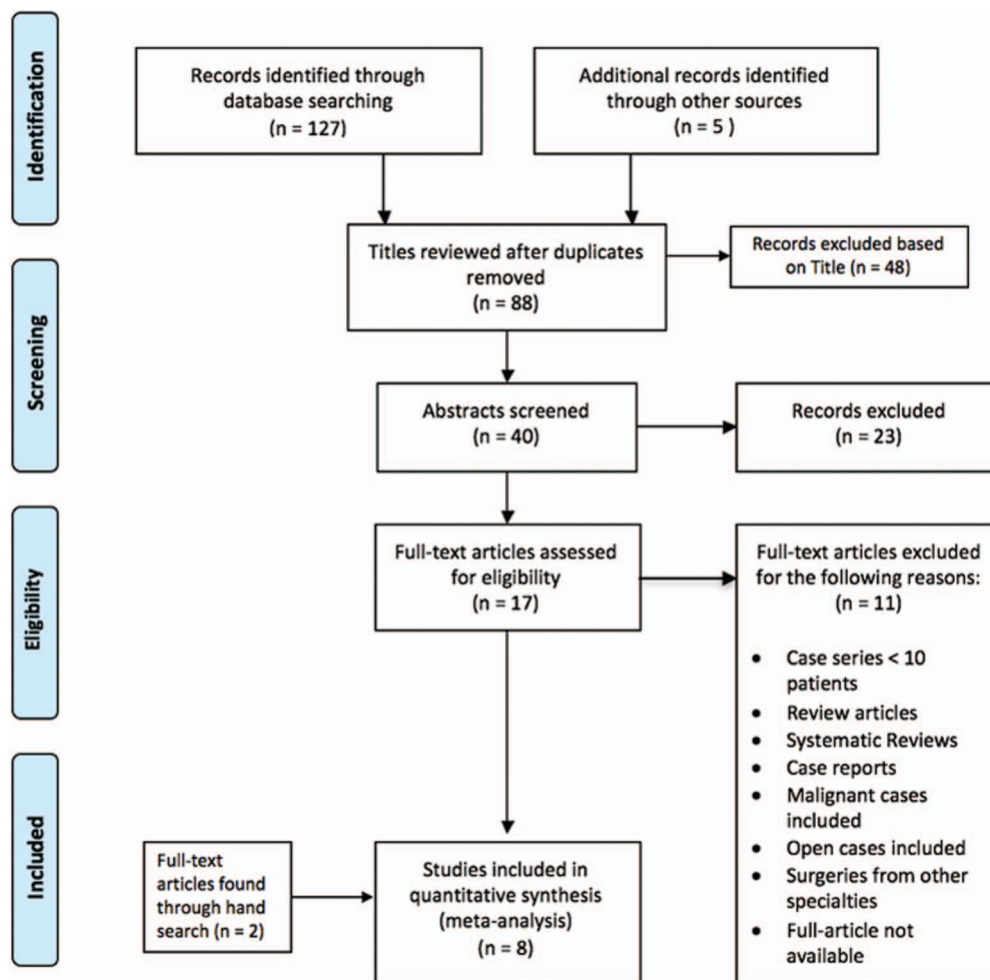 Identification
Records identified through
database searching
(n = 127)
Additional records identified
through other sources
(n = 5 )
Titles reviewed after duplicates
removed
(n = 88)
Records excluded based
on Title (n = 48)
Screening
Abstracts screened
(n = 40)
Records excluded
(n = 23)
Eligibility
Full-text articles assessed
for eligibility
(n = 17)
Full-text articles excluded
for the following reasons:
(n = 11)
• Case series < 10
patients
• Review articles
• Systematic Reviews
• Case reports
• Malignant cases
included
• Open cases included
• Surgeries from other
specialties
• Full-article not
available
Included
Full-text
articles found
through hand
search (n = 2)
Studies included in
quantitative synthesis
(meta-analysis)
(n = 8)